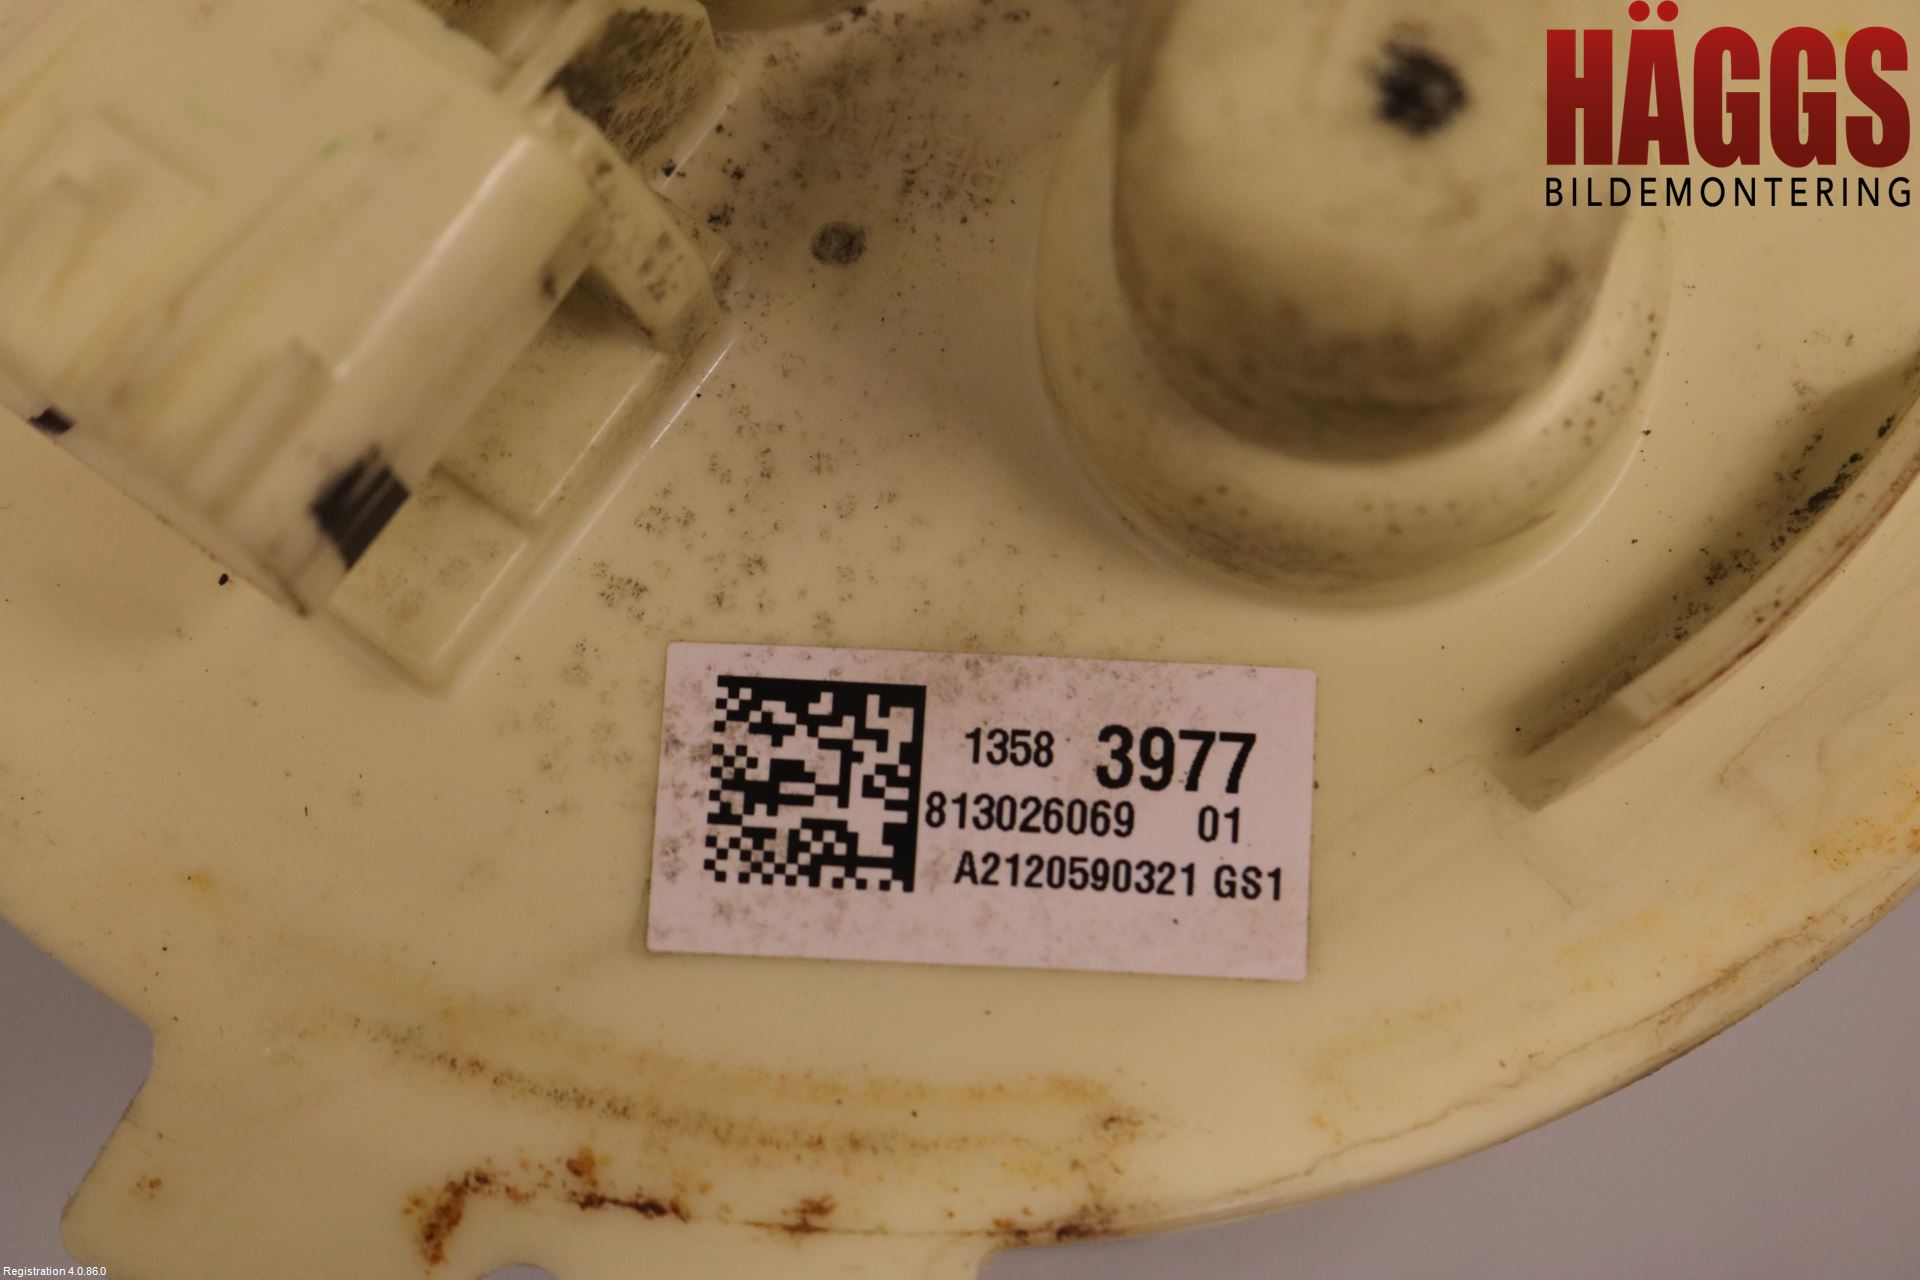 HÄGGS
BILDEMONTERING
1358 3977
813026069 01
A2120590321 GS1
Registration 4.0.86.0